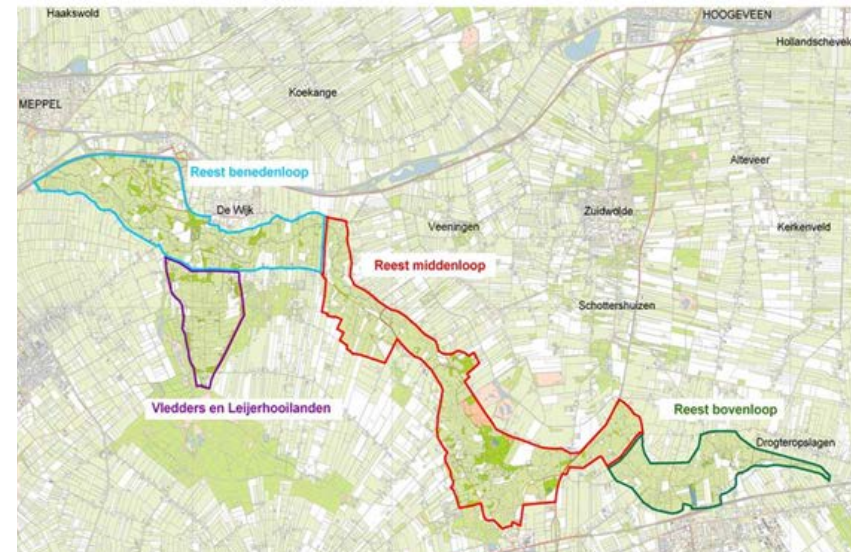 Haakswold
HOOGEVEEN
Hollandscheveld
Koekange
MEPPEL
Alteveer
Reest benedenloop
De Wijk
Zuidwolde
Veeningen
Kerkenveld
Reest middenloop
Schottershuizen
Vledders en Leijerhooilanden
Reest bovenloop
Drogteropslagen